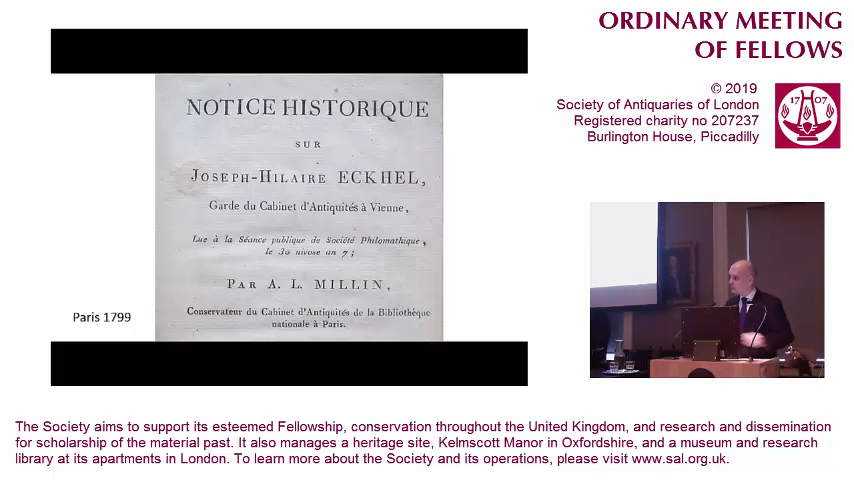 ORDINARY MEETING
OF FELLOWS
© 2019
Society of Antiquaries of London
Registered charity no 207237
Burlington House, Piccadilly
17 07
NOTICE HISTORIQUE
SUR
JOSEPH-HILAIRE ECKHEL,
Garde du Cabinet d'Antiquités à Vienne,
Lue à la Séance publique de Société Philomathique,
le 30 nivose an 7;
PAR A. L. MILLIN,
Conservateur du Cabinet d'Antiquités de la Bibliothèque
nationale à Paris.
Paris 1799
The Society aims to support its esteemed Fellowship, conservation throughout the United Kingdom, and research and dissemination
for scholarship of the material past. It also manages a heritage site, Kelmscott Manor in Oxfordshire, and a museum and research
library at its apartments in London. To learn more about the Society and its operations, please visit www.sal.org.uk.